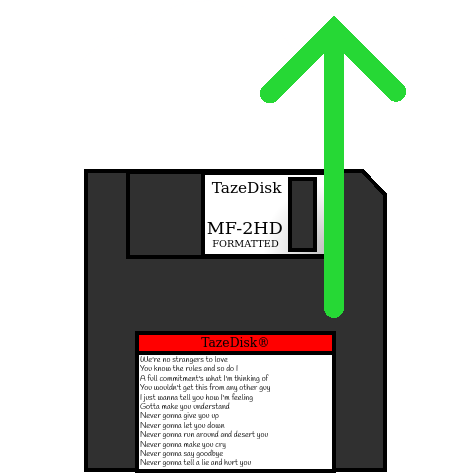 TazeDisk
MF-2HD
FORMATTED
TazeDisk®
We're no strangers to love
You know the rules and so do I
A full commitment's what I'm thinking of
You wouldn't get this from any other guy
I just wanna tell you how I'm feeling
Gotta make you understand
Never gonna give you up
Never gonna let you down
Never gonna run around and desert you
Never gonna make you cry
Never gonna say goodbye
Never gonna tell a lie and hurt you